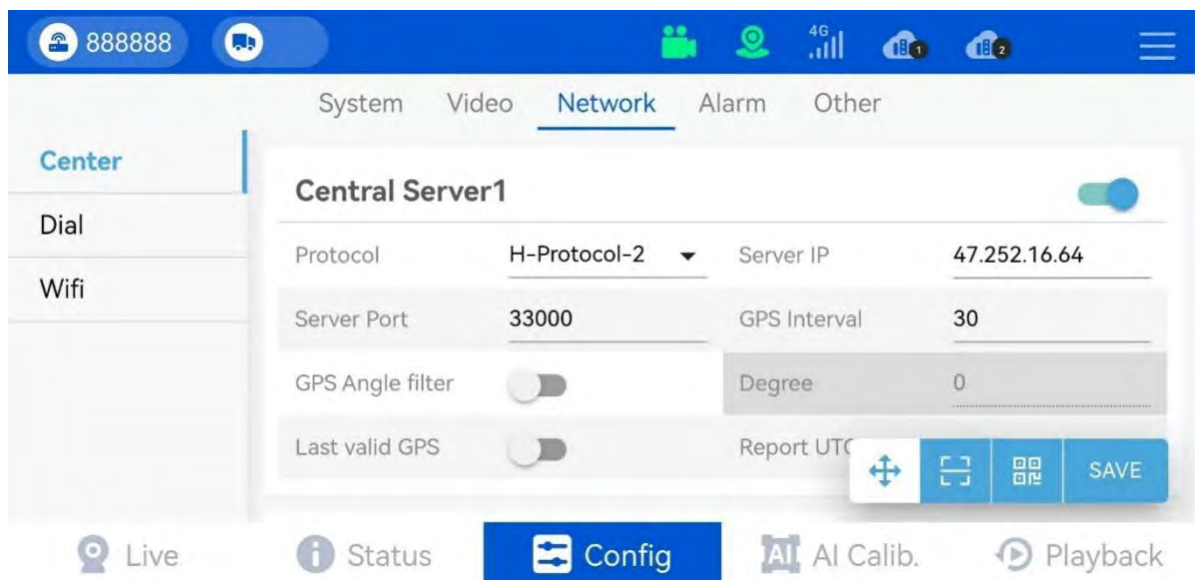 888888
4G
1
2
System Video Network Alarm Other
Center
Dial
Wifi
Central Server1
Protocol H-Protocol-2 Server IP 47.252.16.64
Server Port 33000 GPS Interval 30
GPS Angle filter Degree 0
Last valid GPS Report UTC
SAVE
Live Status Config AI AI Calib. Playback